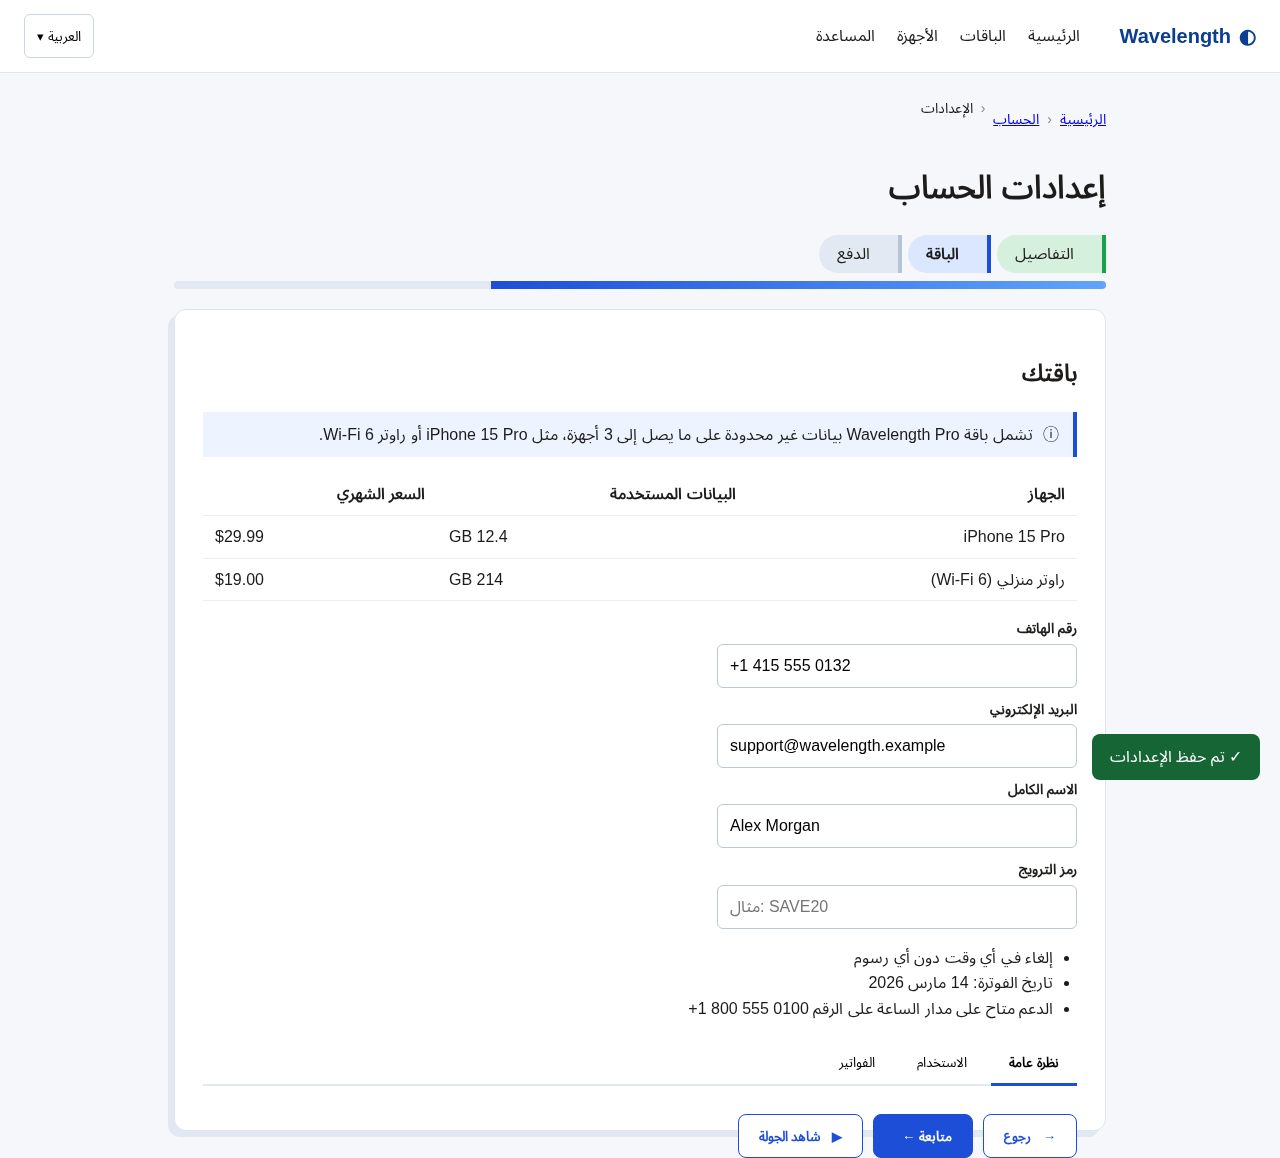 ◐ Wavelength
الرئيسية الباقات الأجهزة المساعدة
العربية ▾
الرئيسية › الحساب › الإعدادات
إعدادات الحساب
التفاصيل الباقة الدفع
باقتك
ⓘ تشمل باقة Wavelength Pro بيانات غير محدودة على ما يصل إلى 3 أجهزة، مثل iPhone 15 Pro أو راوتر Wi-Fi 6.
الجهاز البيانات المستخدمة السعر الشهري
iPhone 15 Pro 12.4 GB $29.99
راوتر منزلي (Wi-Fi 6) 214 GB $19.00
رقم الهاتف
+1 415 555 0132
البريد الإلكتروني
support@wavelength.example
✓ تم حفظ الإعدادات
الاسم الكامل
Alex Morgan
رمز الترويج
مثال: SAVE20
• إلغاء في أي وقت دون أي رسوم
• تاريخ الفوترة: 14 مارس 2026
• الدعم متاح على مدار الساعة على الرقم 0100 555 800 1+
نظرة عامة الاستخدام الفواتير
→ رجوع
متابعة ←
▶ شاهد الجولة